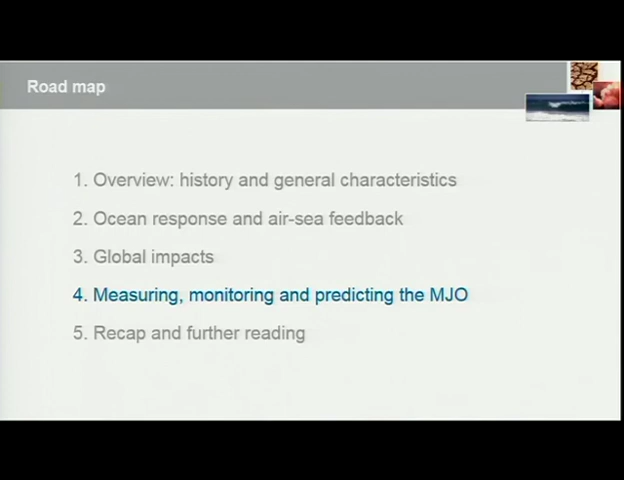 Road map
1. Overview: history and general characteristics
2. Ocean response and air-sea feedback
3. Global impacts
4. Measuring, monitoring and predicting the MJO
5. Recap and further reading